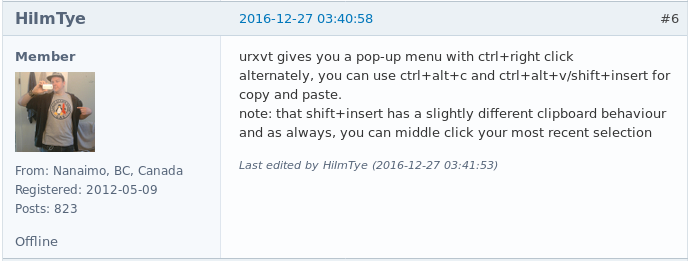 HiImTye
2016-12-27 03:40:58
#6
Member
From: Nanaimo, BC, Canada
Registered: 2012-05-09
Posts: 823
Offline
urxvt gives you a pop-up menu with ctrl+right click
alternately, you can use ctrl+alt+c and ctrl+alt+v/shift+insert for
copy and paste.
note: that shift+insert has a slightly different clipboard behaviour
and as always, you can middle click your most recent selection
Last edited by HiImTye (2016-12-27 03:41:53)